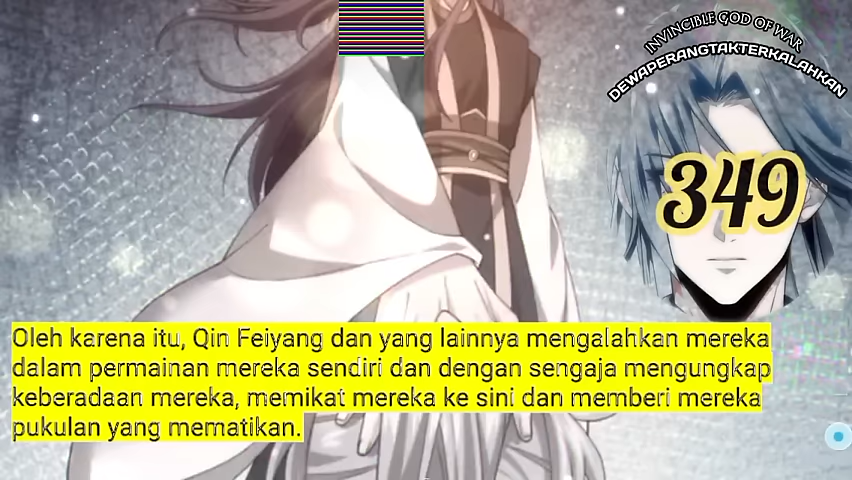 INVINCIBLE GOD OF WAR
DEWAPERANGTAKTERKALAHKAN
349
Oleh karena itu, Qin Feiyang dan yang lainnya mengalahkan mereka
dalam permainan mereka sendiri dan dengan sengaja mengungkap
keberadaan mereka, memikat mereka ke sini dan memberi mereka
pukulan yang mematikan.